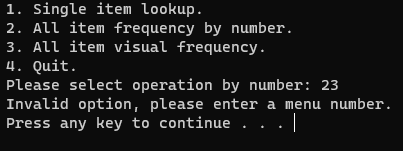 1. Single item lookup.
2. All item frequency by number.
3. All item visual frequency.
4. Quit.
Please select operation by number: 23
Invalid option, please enter a menu number.
Press any key to continue . . .